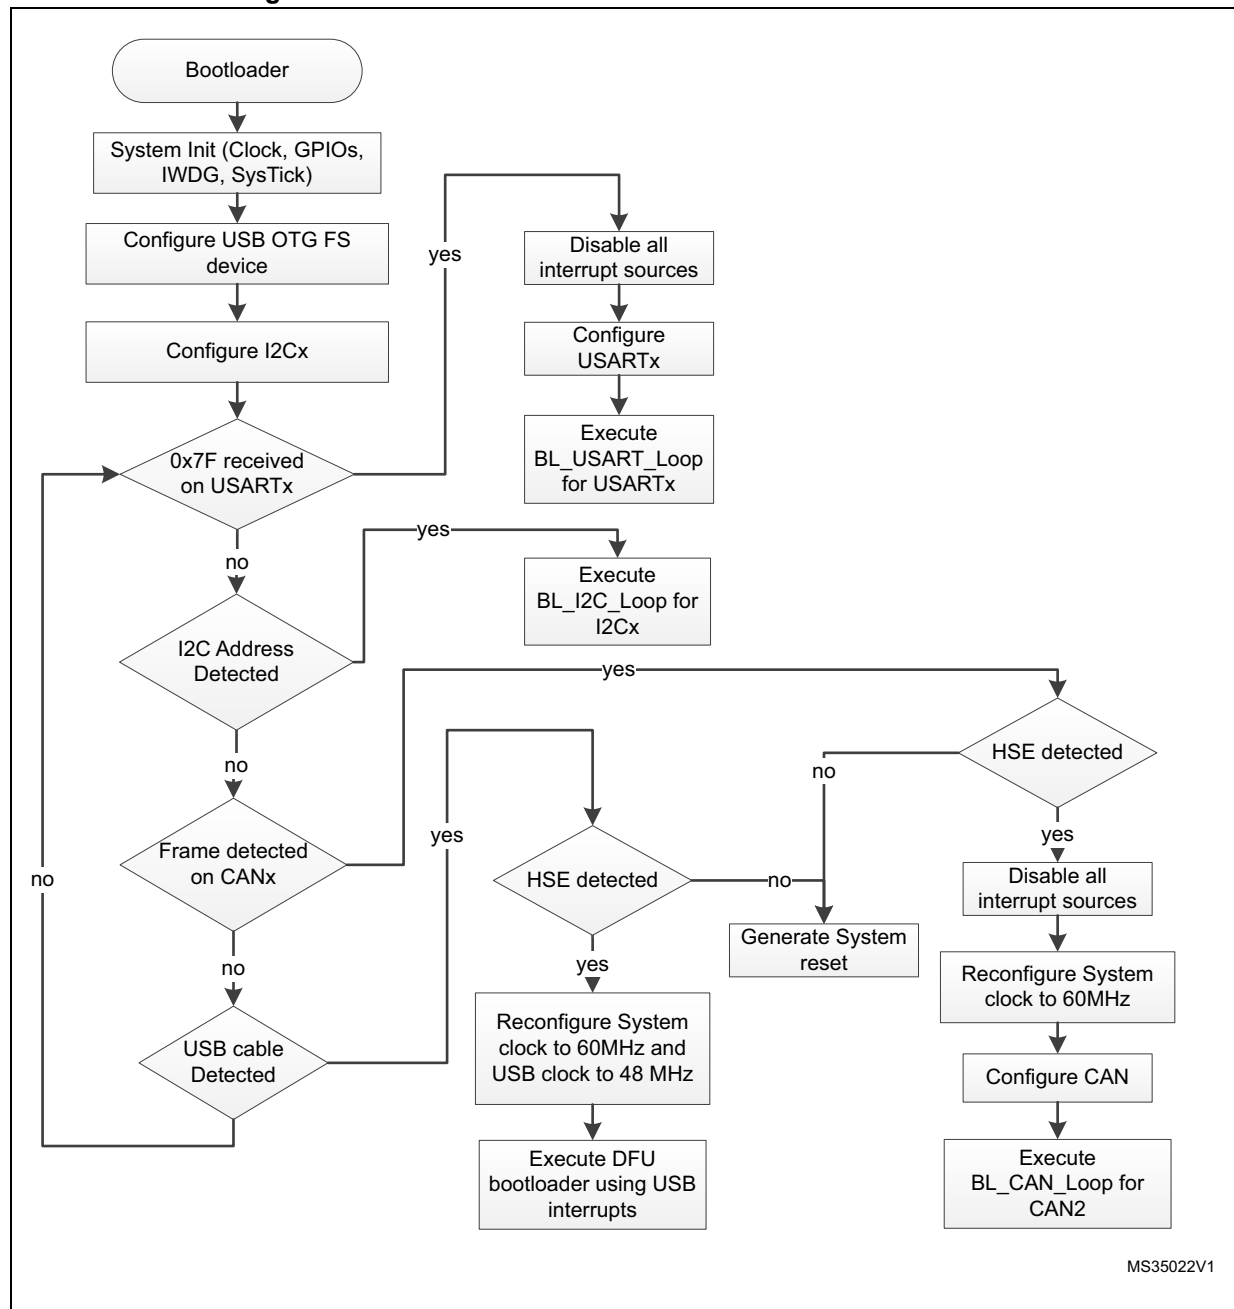 Bootloader
System Init (Clock, GPIOs,
IWDG, SysTick)
Configure USB OTG FS
device
Configure I2Cx
0x7F received
on USARTx
yes
Disable all
interrupt sources
Configure
USARTx
Execute
BL_USART_Loop
for USARTx
no
I2C Address
Detected
yes
Execute
BL_I2C_Loop for
I2Cx
no
Frame detected
on CANx
yes
HSE detected
no
yes
Disable all
interrupt sources
Reconfigure System
clock to 60MHz
Configure CAN
Execute
BL_CAN_Loop for
CAN2
no
USB cable
Detected
yes
HSE detected
no
Generate System
reset
yes
Reconfigure System
clock to 60MHz and
USB clock to 48 MHz
Execute DFU
bootloader using USB
interrupts
no
MS35022V1